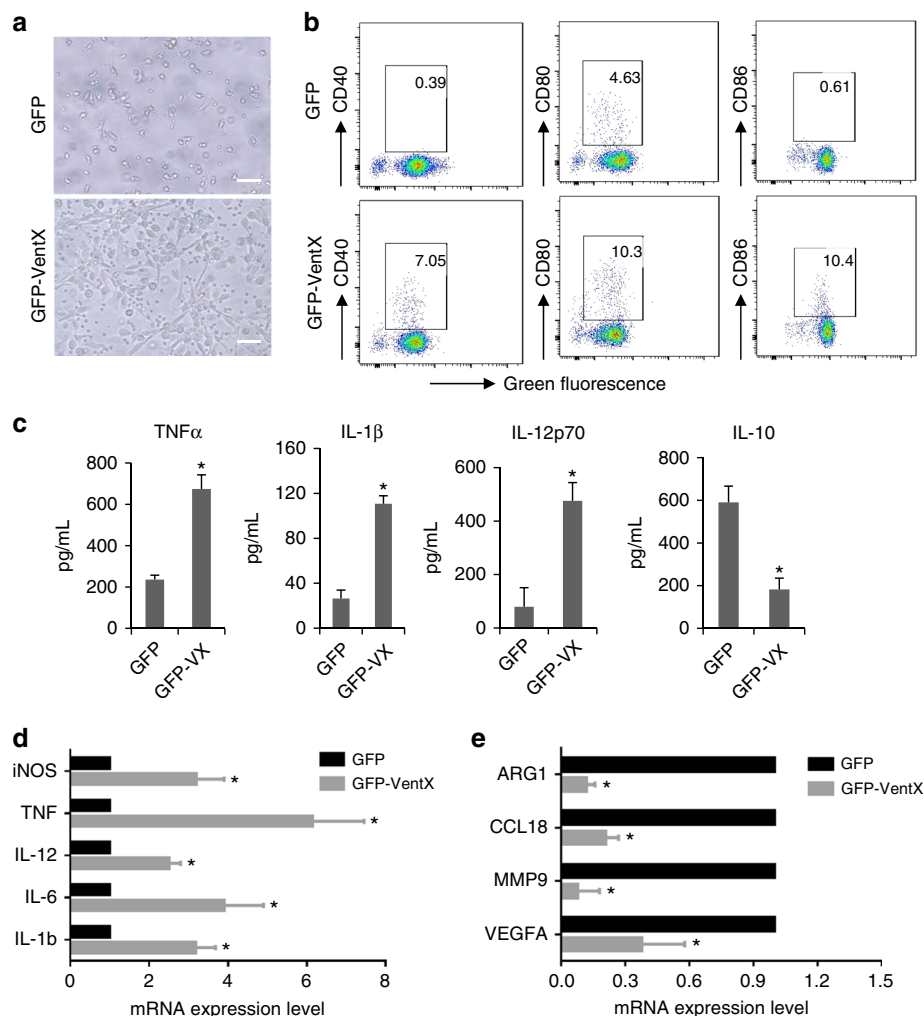 a
GFP
GFP-VentX
b
GFP
CD40
0.39
CD80
4.63
CD86
0.61
GFP-VentX
CD40
7.05
CD80
10.3
CD86
10.4
Green fluorescence
c
TNFα
pg/mL
800
600
400
200
0
*
GFP
GFP-VX
IL-1β
pg/mL
160
120
80
40
0
*
GFP
GFP-VX
IL-12p70
pg/mL
600
400
200
0
*
GFP
GFP-VX
IL-10
pg/mL
800
600
400
200
0
*
GFP
GFP-VX
d
GFP
GFP-VentX
iNOS
*
TNF
*
IL-12
*
IL-6
*
IL-1b
*
0 2 4 6 8
mRNA expression level
e
GFP
GFP-VentX
ARG1
*
CCL18
*
MMP9
*
VEGFA
*
0.0 0.3 0.6 0.9 1.2 1.5
mRNA expression level